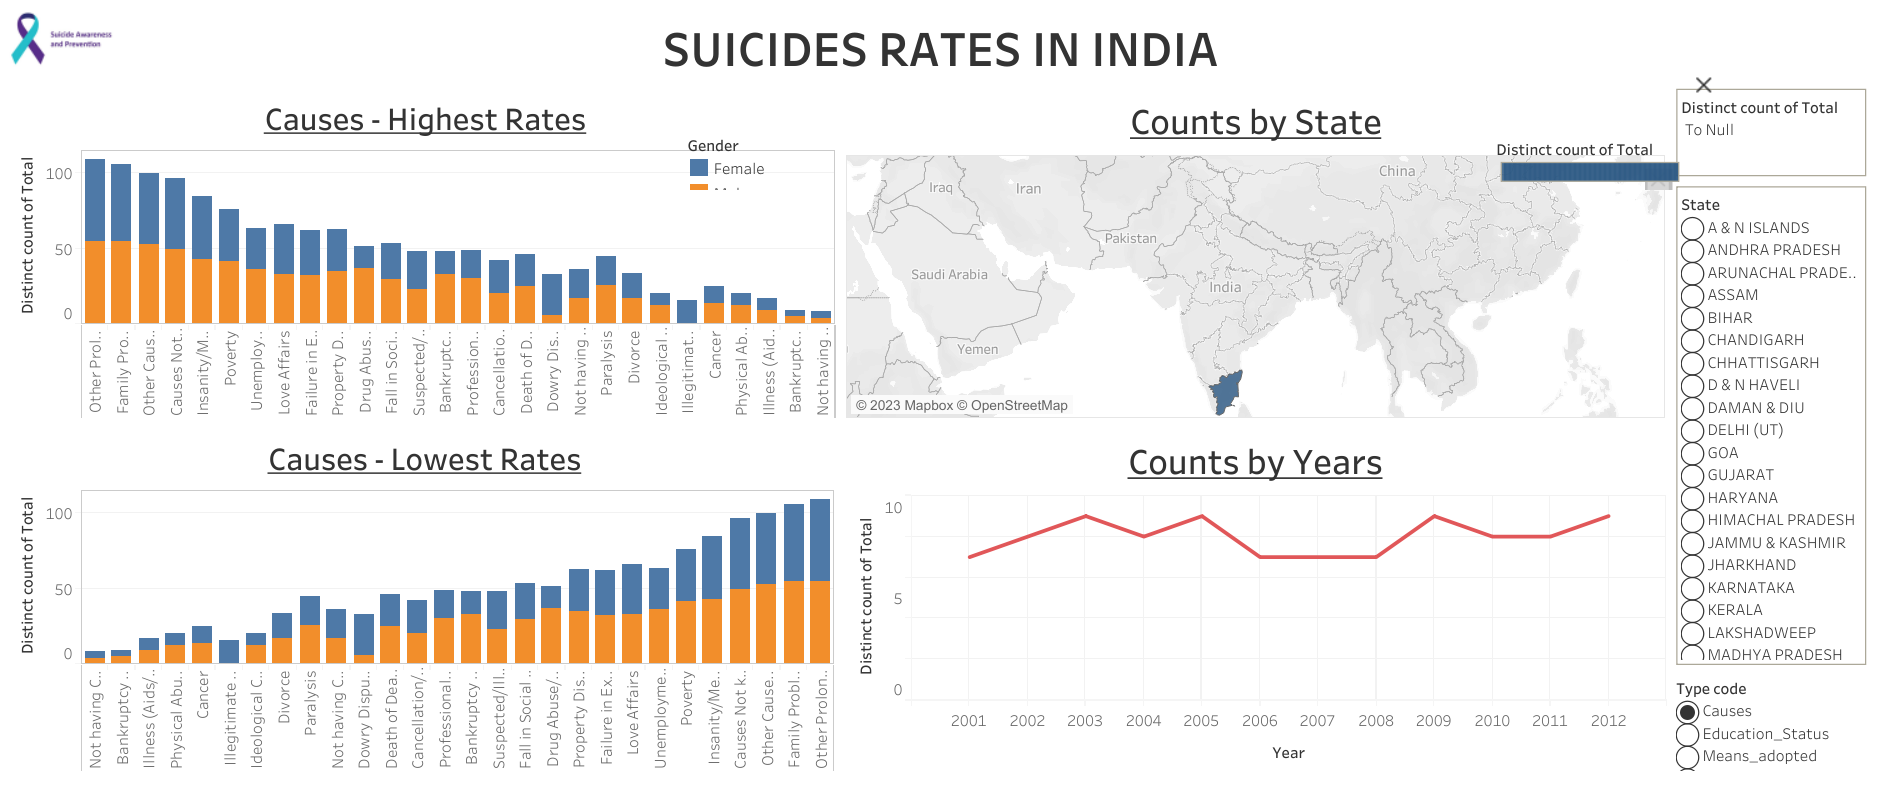 Suicide Awareness
and Prevention
SUICIDES RATES IN INDIA
Causes - Highest Rates
Gender
Female
Distinct count of Total
100
50
0
Other Prol..
Family Pro..
Other Caus..
Causes Not..
Insanity/M..
Poverty
Unemploy..
Love Affairs
Failure in E..
Property D..
Drug Abus..
Fall in Soci..
Suspected/..
Bankruptc..
Profession..
Cancellatio..
Death of D..
Dowry Dis..
Not having ..
Paralysis
Divorce
Ideological ..
Illegitimat..
Cancer
Physical Ab..
Illness (Aid..
Bankruptc..
Not having ..
Counts by State
Distinct count of Total
Iraq
Iran
China
Pakistan
Saudi Arabia
India
Yemen
© 2023 Mapbox © OpenStreetMap
Distinct count of Total
To Null
State
A & N ISLANDS
ANDHRA PRADESH
ARUNACHAL PRADE..
ASSAM
BIHAR
CHANDIGARH
CHHATTISGARH
D & N HAVELI
DAMAN & DIU
DELHI (UT)
GOA
GUJARAT
HARYANA
HIMACHAL PRADESH
JAMMU & KASHMIR
JHARKHAND
KARNATAKA
KERALA
LAKSHADWEEP
MADHYA PRADESH
Type code
Causes
Education_Status
Means_adopted
Causes - Lowest Rates
Distinct count of Total
100
50
0
Not having C..
Bankruptcy ..
Illness (Aids/..
Physical Abu..
Cancer
Illegitimate ..
Ideological C..
Divorce
Paralysis
Not having C..
Dowry Dispu..
Death of Dea..
Cancellation/..
Professional..
Bankruptcy ..
Suspected/Ill..
Fall in Social ..
Drug Abuse/..
Property Dis..
Failure in Ex..
Love Affairs
Unemployme..
Poverty
Insanity/Me..
Causes Not k..
Other Cause..
Family Probl..
Other Prolon..
Counts by Years
Distinct count of Total
10
5
0
2001
2002
2003
2004
2005
2006
2007
2008
2009
2010
2011
2012
Year